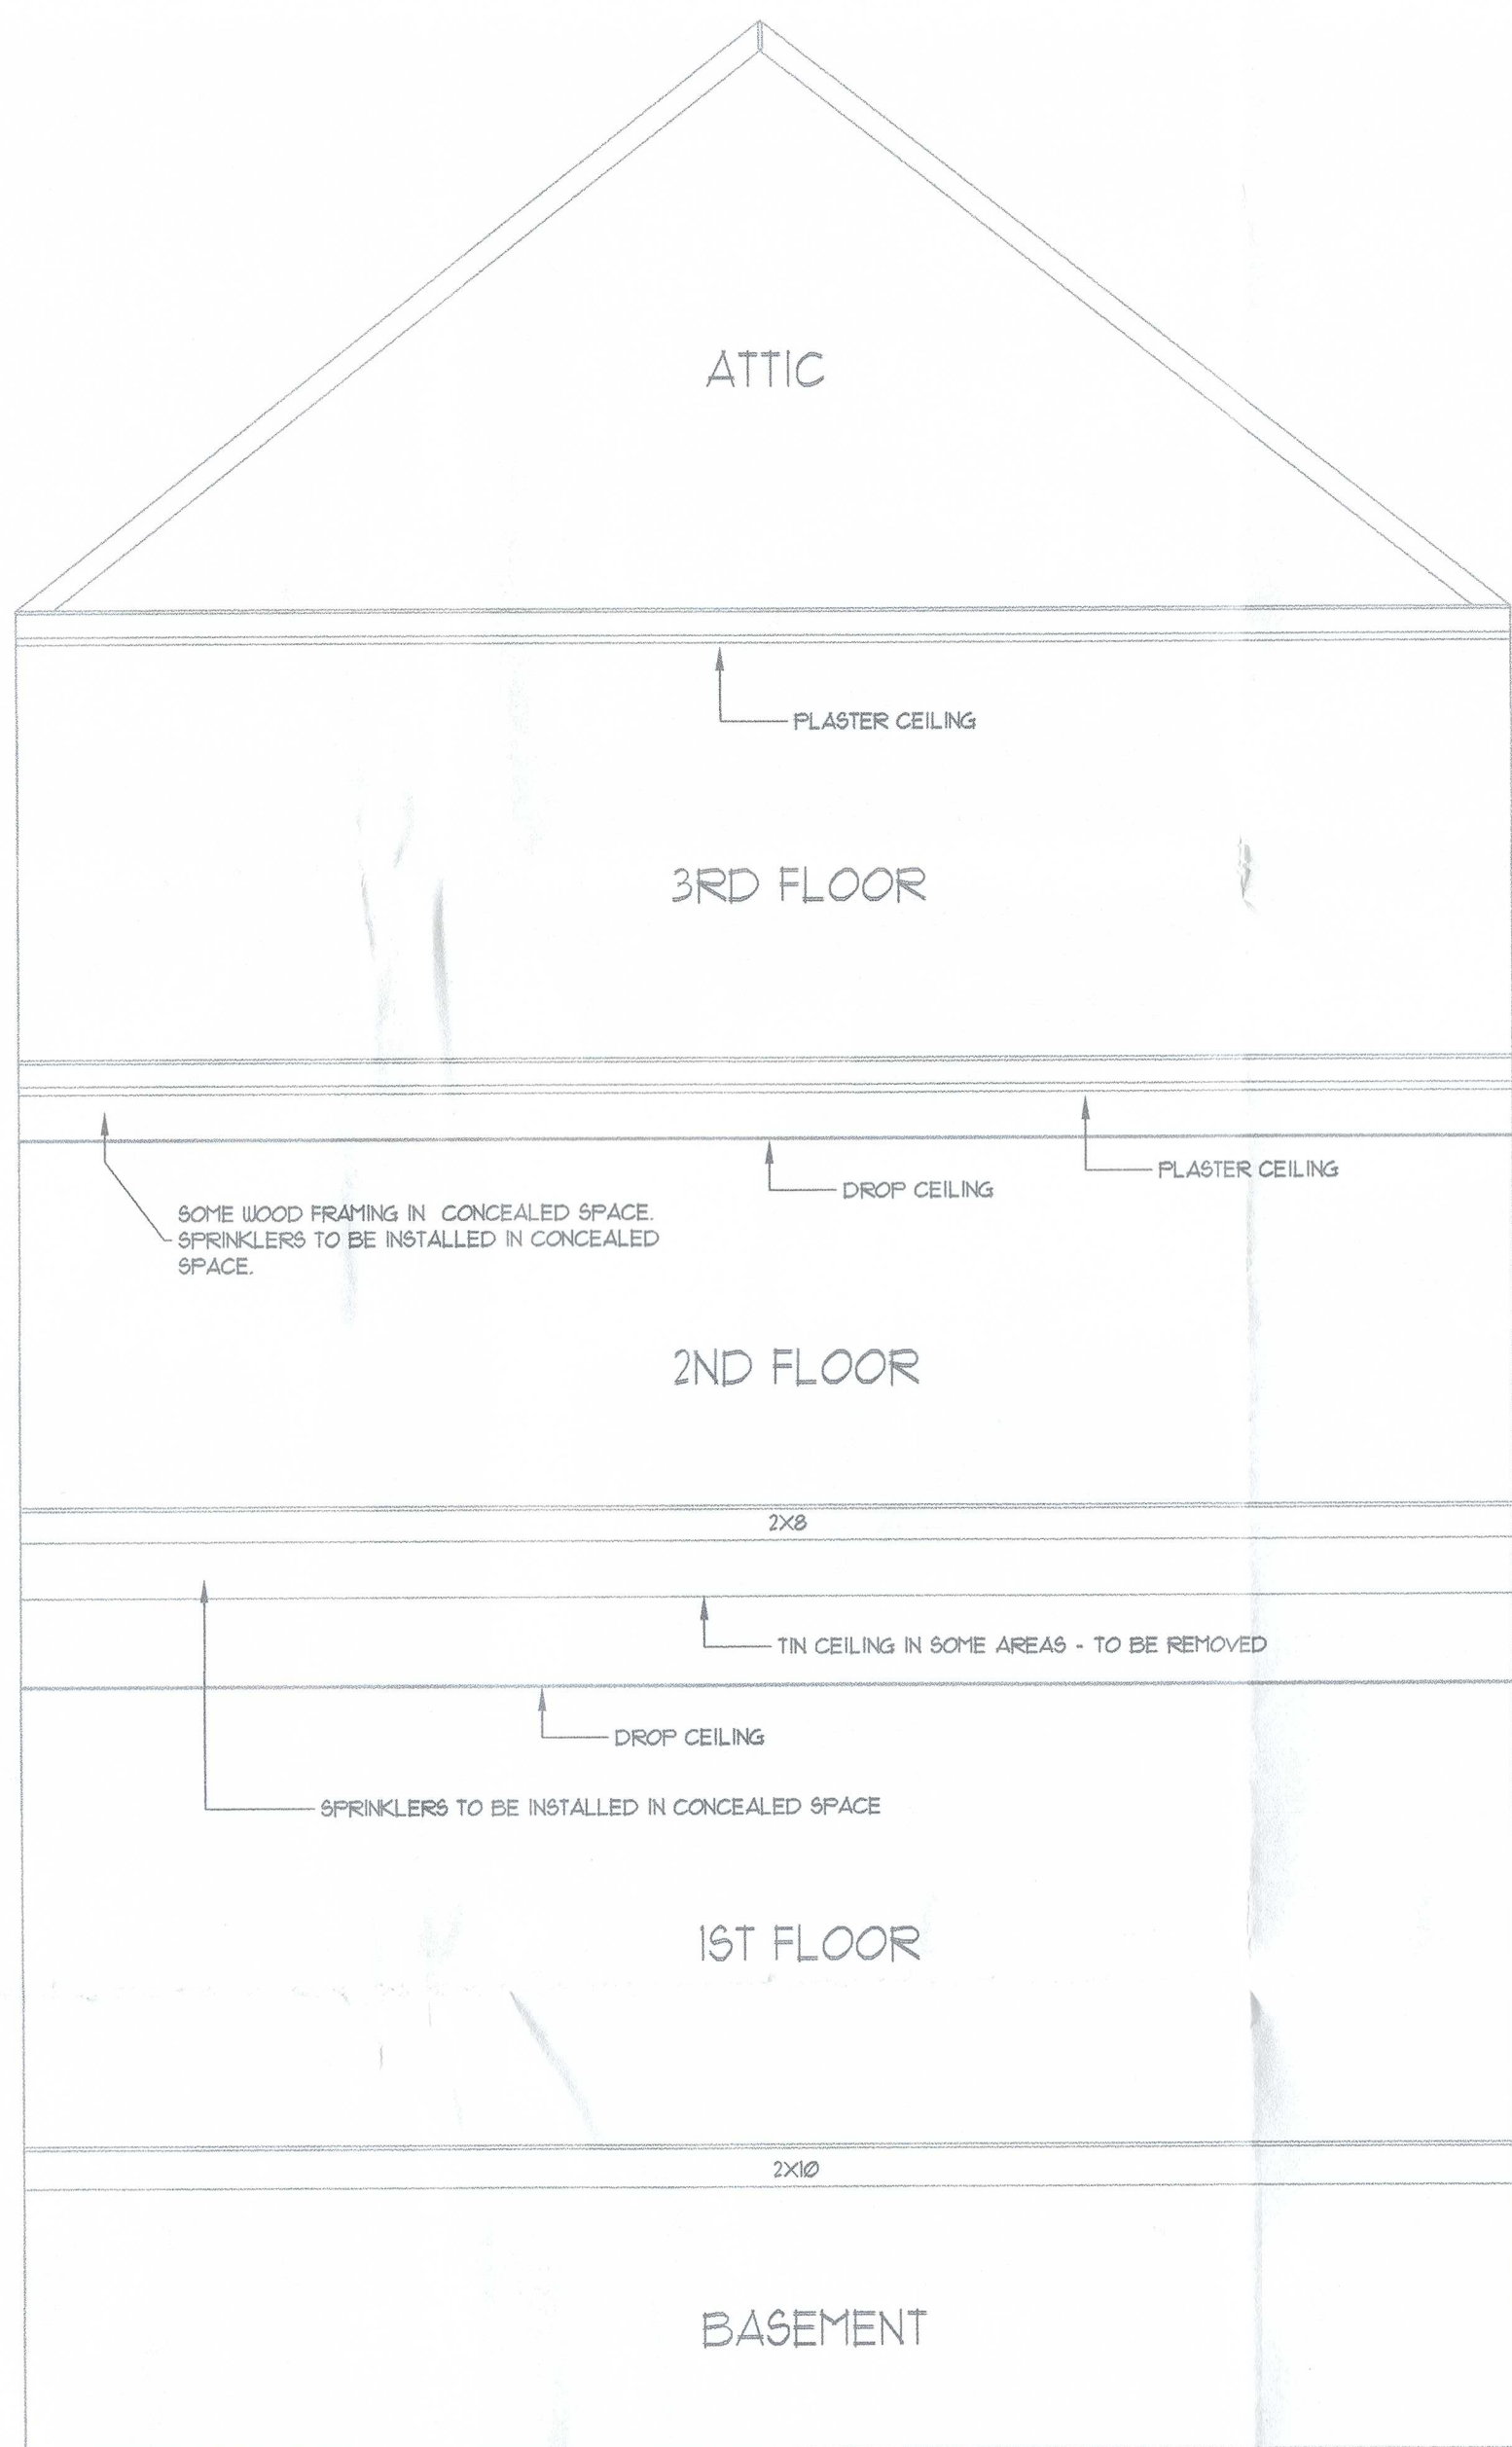 ATTIC
PLASTER CEILING
3RD FLOOR
PLASTER CEILING
DROP CEILING
SOME WOOD FRAMING IN CONCEALED SPACE.
SPRINKLERS TO BE INSTALLED IN CONCEALED
SPACE.
2ND FLOOR
2X8
TIN CEILING IN SOME AREAS - TO BE REMOVED
DROP CEILING
SPRINKLERS TO BE INSTALLED IN CONCEALED SPACE
1ST FLOOR
2X10
BASEMENT